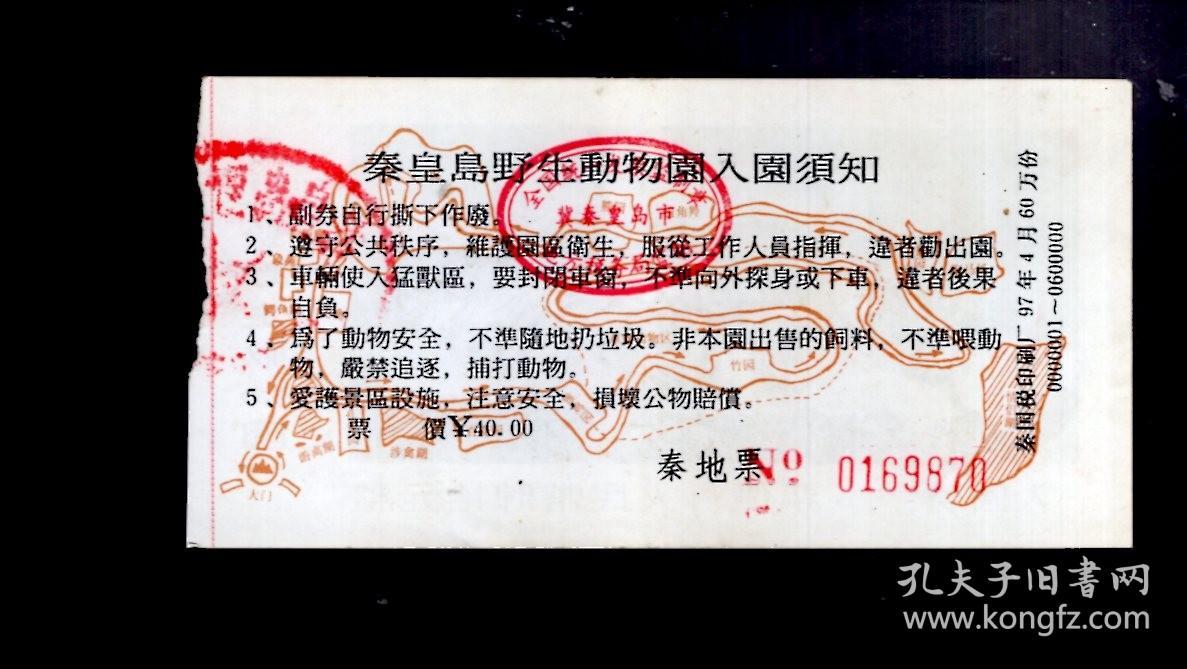 秦皇島野生動物園入園須知
1、副券自行撕下作廢。
2、遵守公共秩序，維護園區衛生，服從工作人員指揮，違者勸出園。
3、車輛使入猛獸區，要封閉車窗，不準向外探身或下車，違者後果
自負。
4、爲了動物安全，不準隨地扔垃圾。非本園出售的飼料，不準喂動
物，嚴禁追逐，捕打動物。
5、愛護景區設施，注意安全，損壞公物賠償。
票 價￥40.00
秦地票 Nº 0169870
冀秦皇岛市
竹园
大门
秦国税印刷厂 97年4月60万份
0000001～0600000
孔夫子旧書网
www.kongfz.com